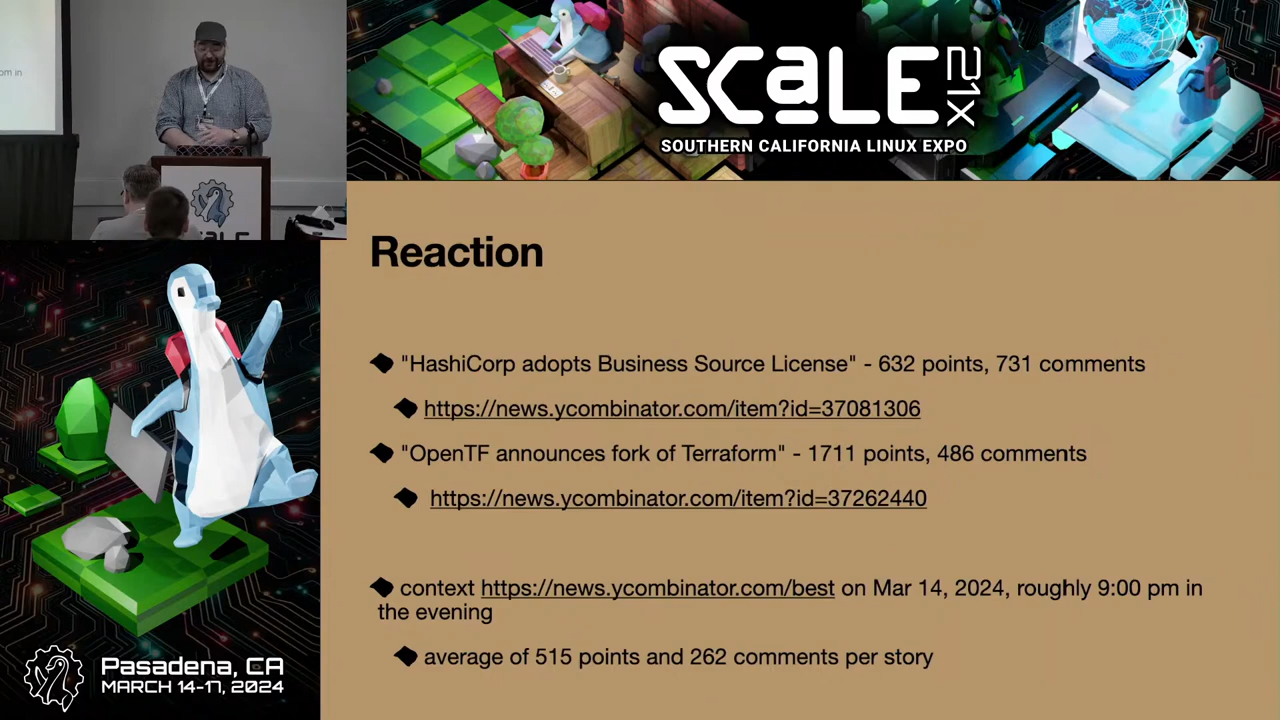 om in
SCALE
SCaLE 21X
SOUTHERN CALIFORNIA LINUX EXPO
Reaction
"HashiCorp adopts Business Source License" - 632 points, 731 comments
https://news.ycombinator.com/item?id=37081306
"OpenTF announces fork of Terraform" - 1711 points, 486 comments
https://news.ycombinator.com/item?id=37262440
context https://news.ycombinator.com/best on Mar 14, 2024, roughly 9:00 pm in
the evening
average of 515 points and 262 comments per story
Pasadena, CA
MARCH 14-17, 2024